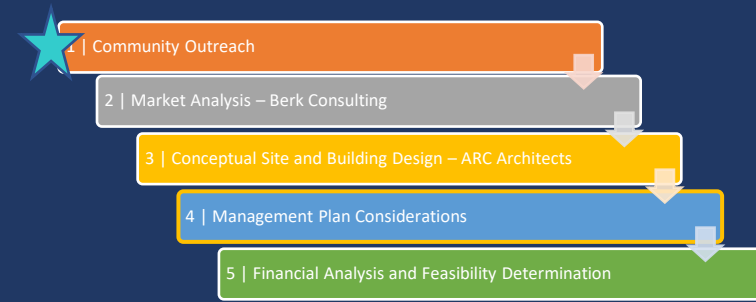 1 | Community Outreach
2 | Market Analysis – Berk Consulting
3 | Conceptual Site and Building Design – ARC Architects
4 | Management Plan Considerations
5 | Financial Analysis and Feasibility Determination